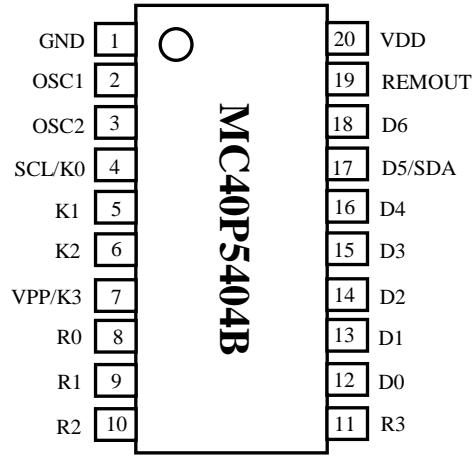 GND 1 20 VDD
OSC1 2 19 REMOUT
OSC2 3 18 D6
SCL/K0 4 17 D5/SDA
K1 5 16 D4
K2 6 15 D3
VPP/K3 7 14 D2
R0 8 13 D1
R1 9 12 D0
R2 10 11 R3
MC40P5404B